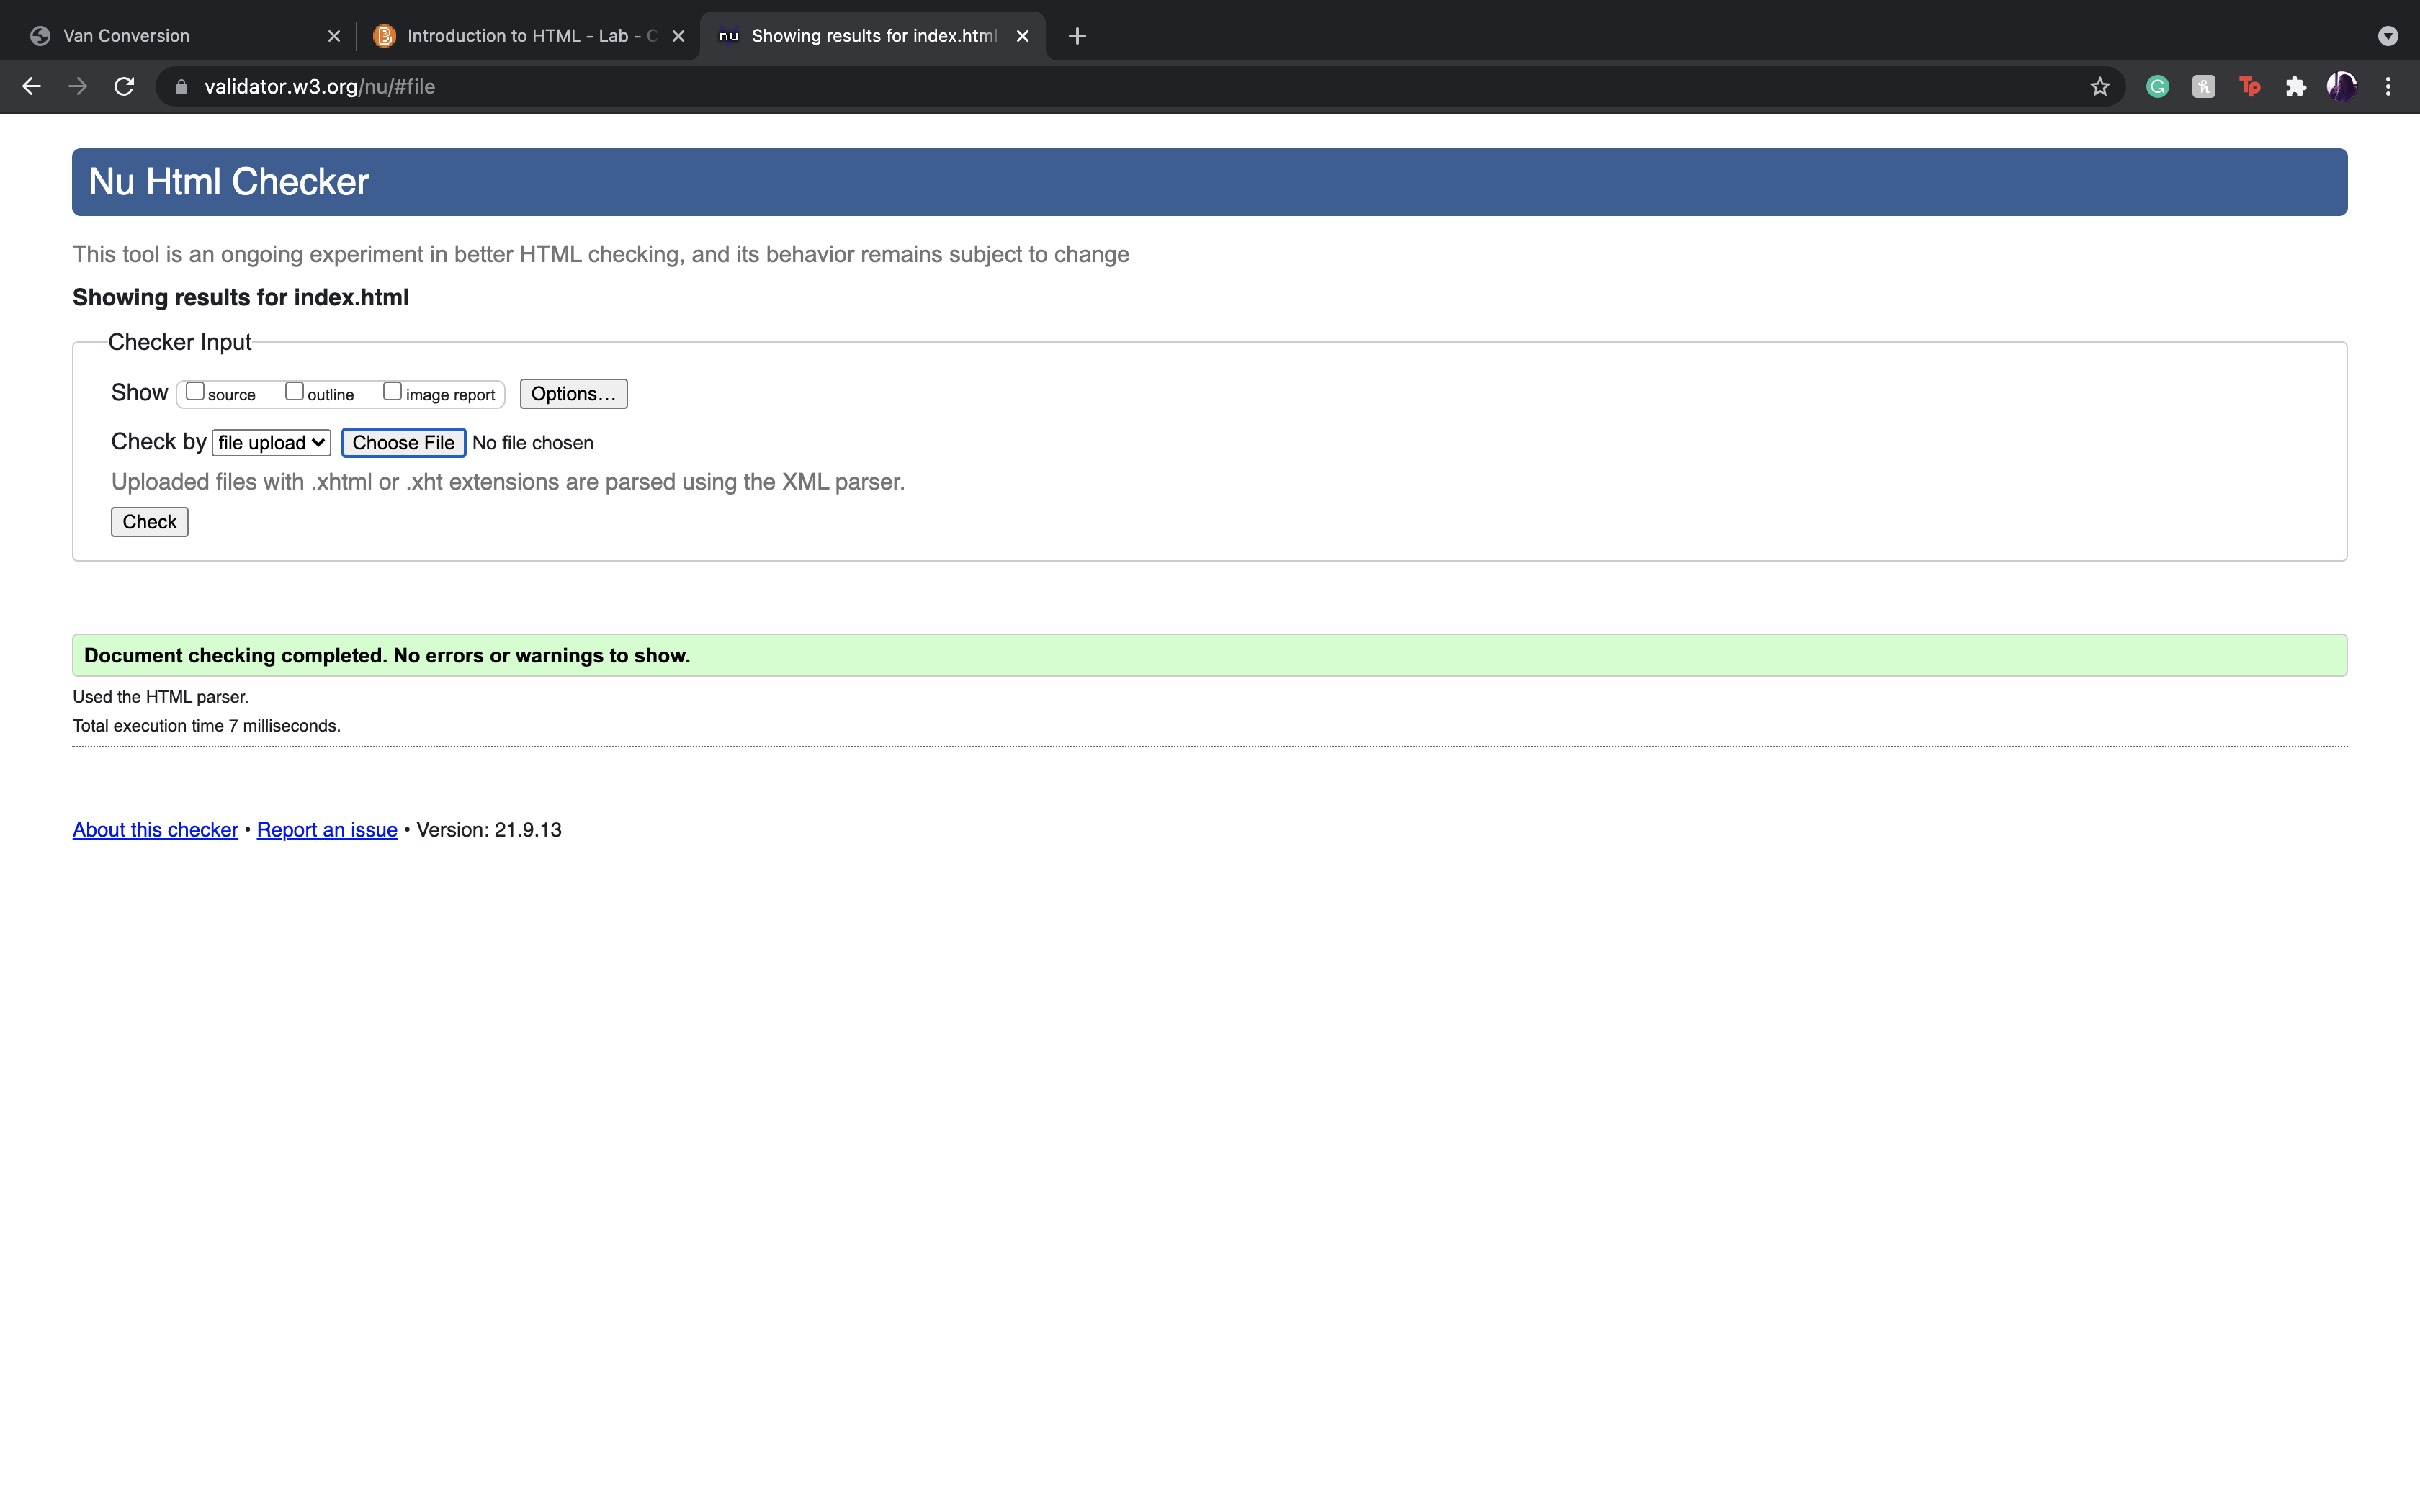 Van Conversion
Introduction to HTML - Lab - C
nu Showing results for index.html
validator.w3.org/nu/#file
Nu Html Checker
This tool is an ongoing experiment in better HTML checking, and its behavior remains subject to change
Showing results for index.html
Checker Input
Show source outline image report Options...
Check by file upload Choose File No file chosen
Uploaded files with .xhtml or .xht extensions are parsed using the XML parser.
Check
Document checking completed. No errors or warnings to show.
Used the HTML parser.
Total execution time 7 milliseconds.
About this checker • Report an issue • Version: 21.9.13